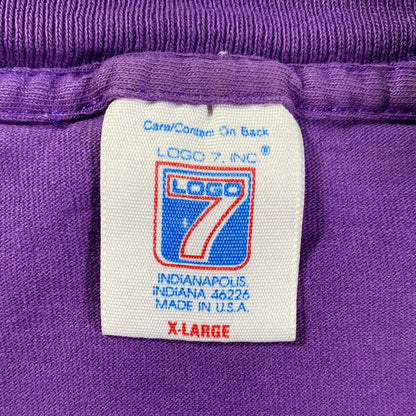 Care/Content On Back
LOGO 7, INC®
LOGO
7
INDIANAPOLIS,
INDIANA 46226
MADE IN U.S.A.
X-LARGE